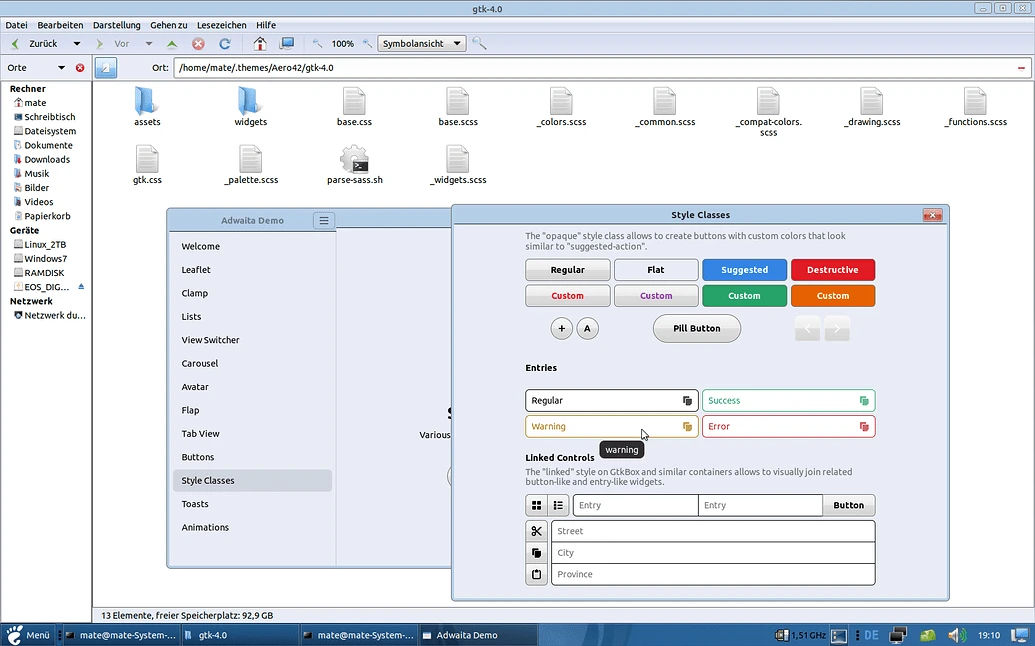 gtk-4.0
Datei Bearbeiten Darstellung Gehen zu Lesezeichen Hilfe
Zurück Vor 100% Symbolansicht
Orte Ort: /home/mate/.themes/Aero42/gtk-4.0
Rechner
mate
Schreibtisch
Dateisystem
Dokumente
Downloads
Musik
Bilder
Videos
Papierkorb
Geräte
Linux_2TB
Windows7
RAMDISK
EOS_DIG...
Netzwerk
Netzwerk du...
assets widgets base.css base.scss _colors.scss _common.scss _compat-colors.scss _drawing.scss _functions.scss
gtk.css _palette.scss parse-sass.sh _widgets.scss
Adwaita Demo
Welcome
Leaflet
Clamp
Lists
View Switcher
Carousel
Avatar
Flap
Tab View
Buttons
Style Classes
Toasts
Animations
Various
Style Classes
The "opaque" style class allows to create buttons with custom colors that look
similar to "suggested-action".
Regular Flat Suggested Destructive
Custom Custom Custom Custom
+ A Pill Button
Entries
Regular Success
Warning Error
warning
Linked Controls
The "linked" style on GtkBox and similar containers allows to visually join related
button-like and entry-like widgets.
Entry Entry Button
Street
City
Province
13 Elemente, freier Speicherplatz: 92,9 GB
Menü mate@mate-System-... gtk-4.0 mate@mate-System-... Adwaita Demo 1,51 GHz DE 19:10